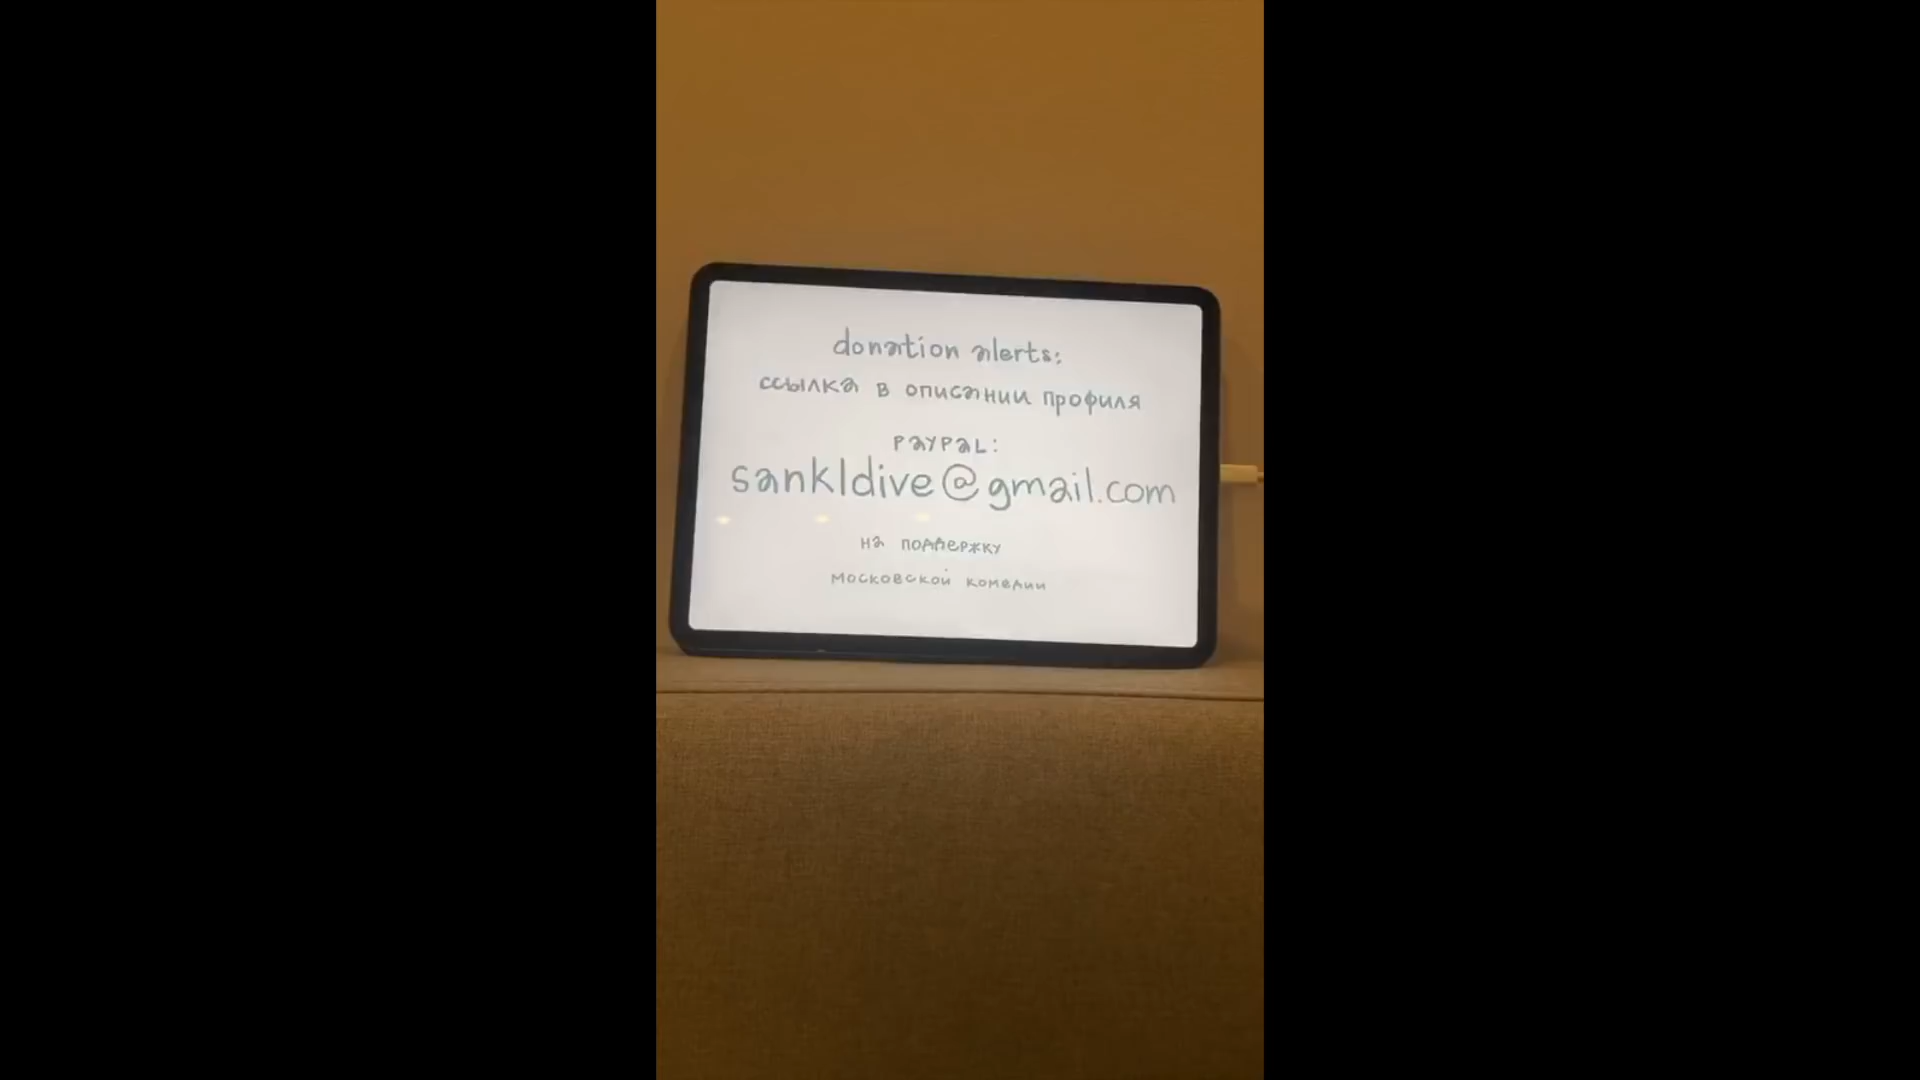 donation alerts:
ссылка в описании профиля
PAYPAL:
sankldive@gmail.com
на поддержку
московской комедии